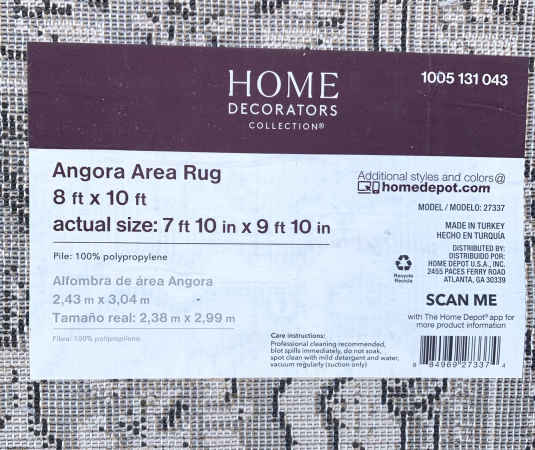 HOME
DECORATORS
COLLECTION®
1005 131 043
Angora Area Rug
8 ft x 10 ft
actual size: 7 ft 10 in x 9 ft 10 in
Pile: 100% polypropylene
Alfombra de área Angora
2,43 m x 3,04 m
Tamaño real: 2,38 m x 2,99 m
Fibra: 100% polipropileno
Additional styles and colors@
homedepot.com
MODEL / MODELO: 27337
MADE IN TURKEY
HECHO EN TURQUÍA
DISTRIBUTED BY:
DISTRIBUIDO POR:
HOME DEPOT U.S.A., INC.
2455 PACES FERRY ROAD
ATLANTA, GA 30339
Recycle
Recicle
SCAN ME
with The Home Depot® app for
more product information
Care instructions:
Professional cleaning recommended,
blot spills immediately, do not soak,
spot clean with mild detergent and water,
vacuum regularly (suction only)
8 84969 27337 4